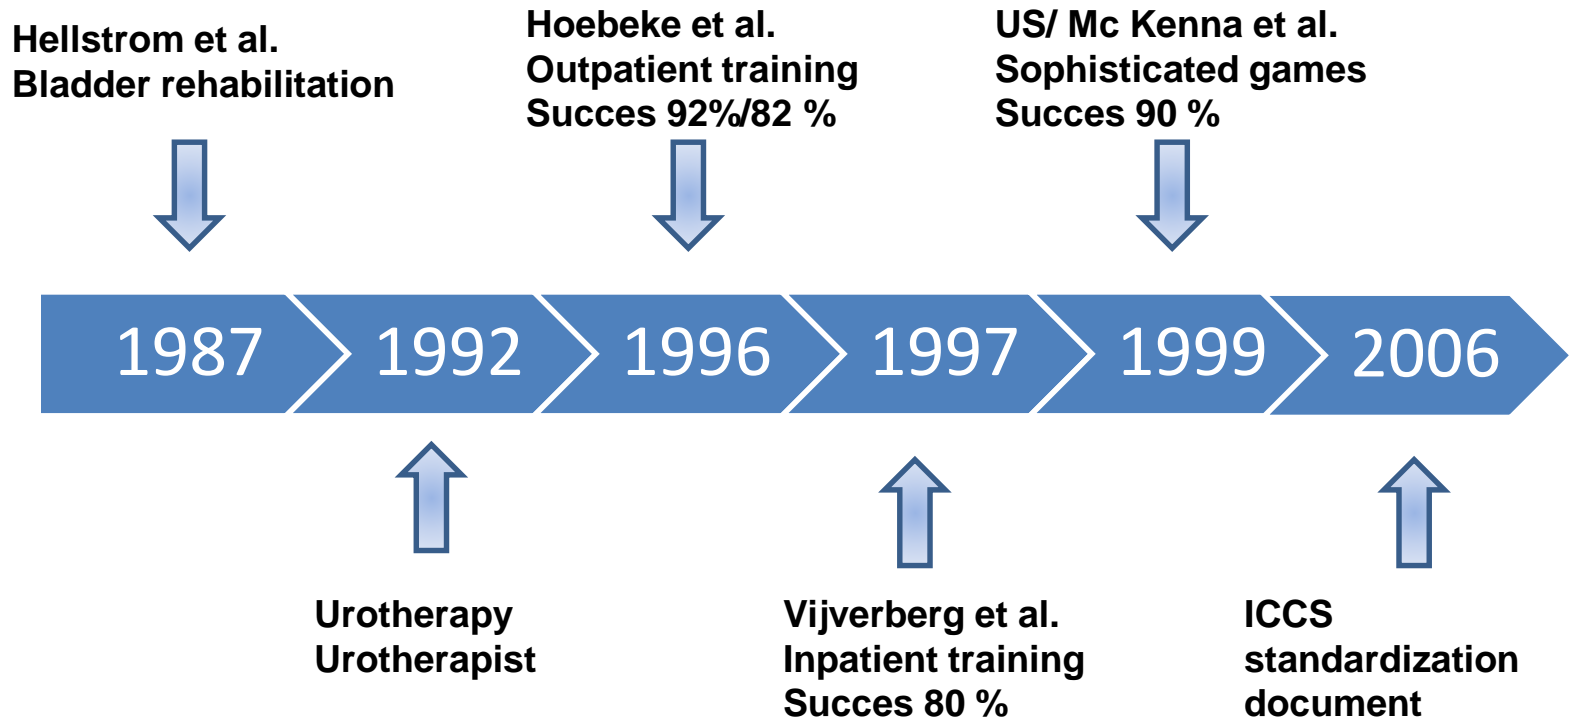 Hellstrom et al.
Bladder rehabilitation
Hoebeke et al.
Outpatient training
Succes 92%/82 %
US/ Mc Kenna et al.
Sophisticated games
Succes 90 %
1987
1992
1996
1997
1999
2006
Urotherapy
Urotherapist
Vijverberg et al.
Inpatient training
Succes 80 %
ICCS
standardization
document